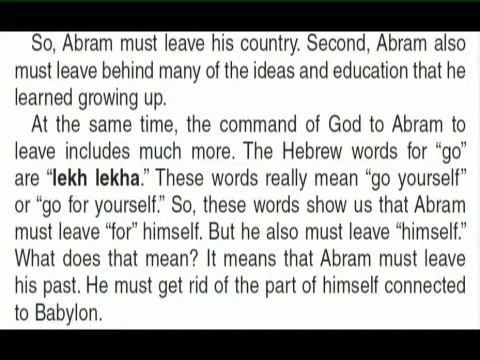 So, Abram must leave his country. Second, Abram also
must leave behind many of the ideas and education that he
learned growing up.
At the same time, the command of God to Abram to
leave includes much more. The Hebrew words for “go”
are “lekh lekha.” These words really mean “go yourself”
or “go for yourself.” So, these words show us that Abram
must leave “for” himself. But he also must leave “himself.”
What does that mean? It means that Abram must leave
his past. He must get rid of the part of himself connected
to Babylon.